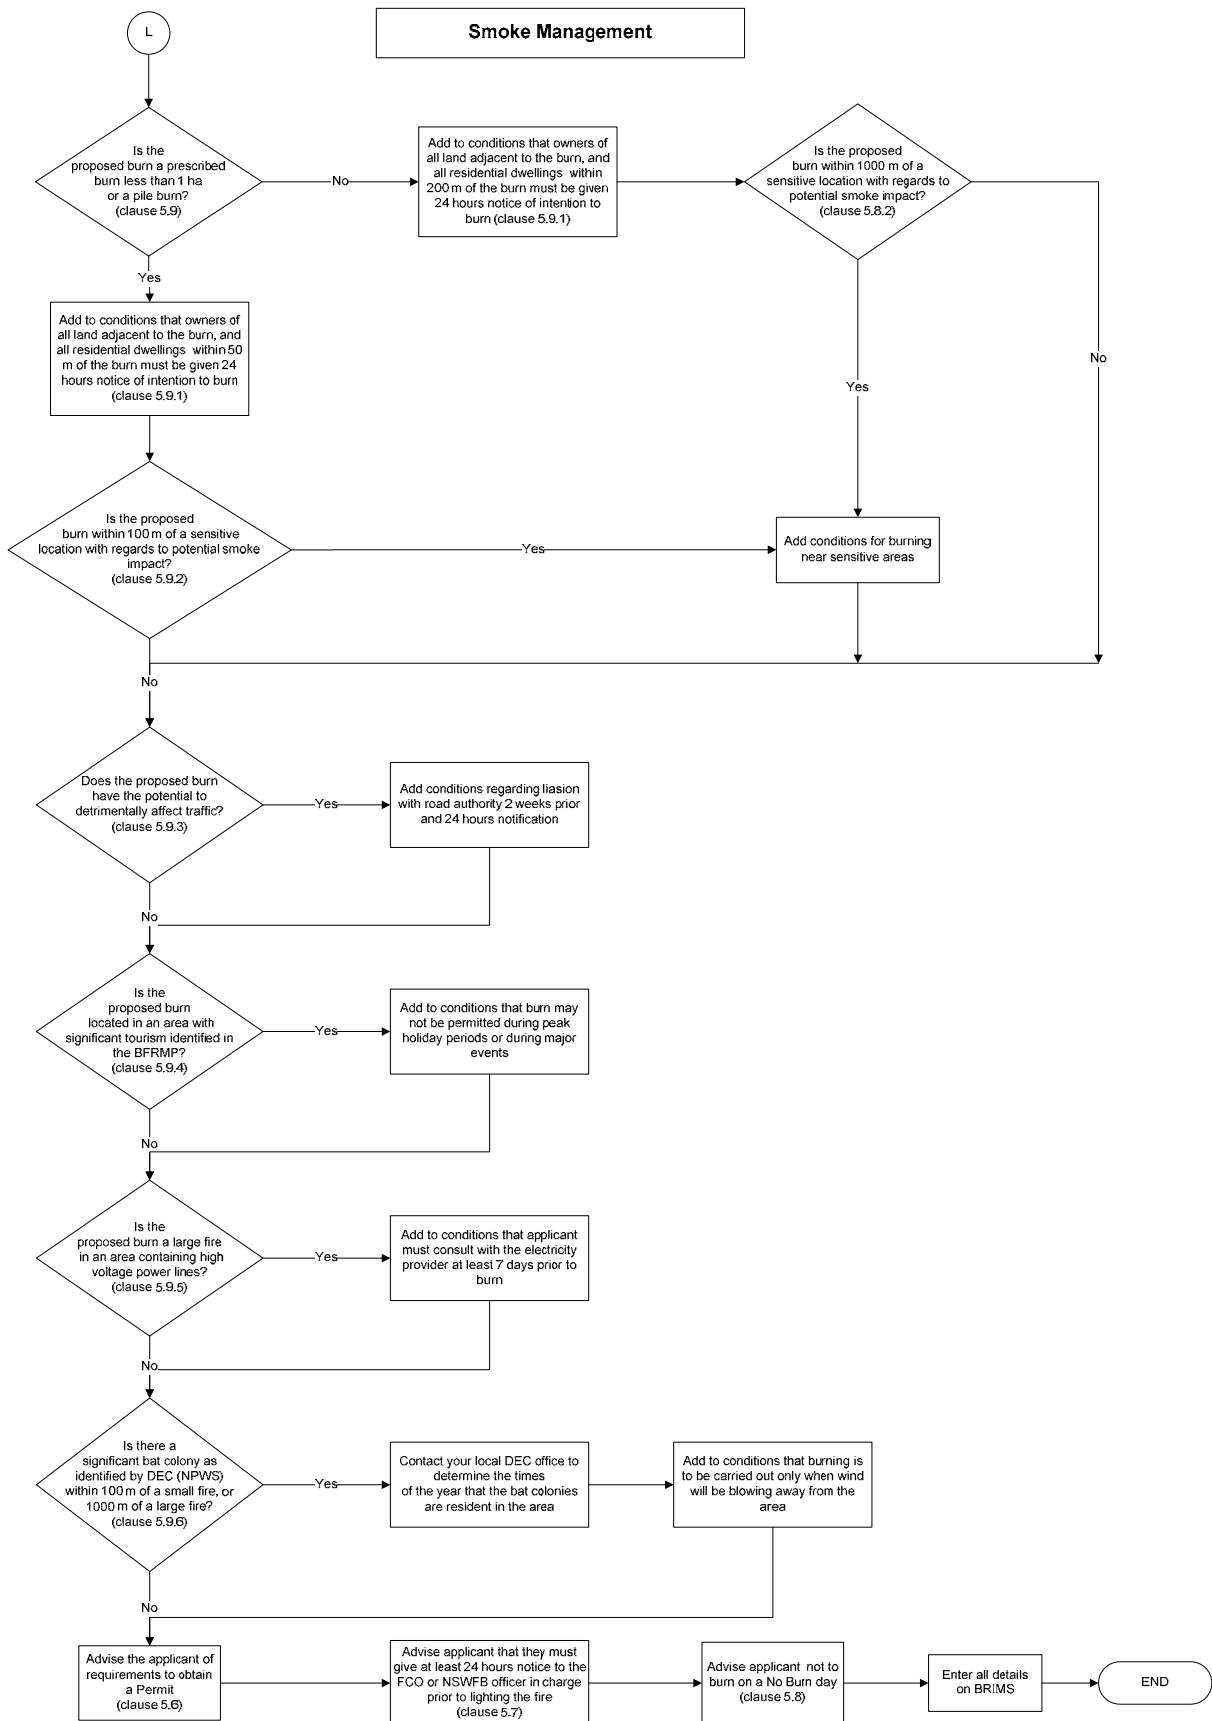 L
Smoke Management
Is the
proposed burn a prescribed
burn less than 1 ha
or a pile burn?
(clause 5.9)
No
Add to conditions that owners of
all land adjacent to the burn, and
all residential dwellings within
200 m of the burn must be given
24 hours notice of intention to
burn (clause 5.9.1)
Is the proposed
burn within 1000 m of a
sensitive location with regards to
potential smoke impact?
(clause 5.8.2)
Yes
Add to conditions that owners of
all land adjacent to the burn, and
all residential dwellings within 50
m of the burn must be given 24
hours notice of intention to burn
(clause 5.9.1)
No
Yes
Is the proposed
burn within 100 m of a sensitive
location with regards to potential smoke
impact?
(clause 5.9.2)
Yes
Add conditions for burning
near sensitive areas
No
Does the proposed burn
have the potential to
detrimentally affect traffic?
(clause 5.9.3)
Yes
Add conditions regarding liasion
with road authority 2 weeks prior
and 24 hours notification
No
Is the
proposed burn
located in an area with
significant tourism identified in
the BFRMP?
(clause 5.9.4)
Yes
Add to conditions that burn may
not be permitted during peak
holiday periods or during major
events
No
Is the
proposed burn a large fire
in an area containing high
voltage power lines?
(clause 5.9.5)
Yes
Add to conditions that applicant
must consult with the electricity
provider at least 7 days prior to
burn
No
Is there a
significant bat colony as
identified by DEC (NPWS)
within 100 m of a small fire, or
1000 m of a large fire?
(clause 5.9.6)
Yes
Contact your local DEC office to
determine the times
of the year that the bat colonies
are resident in the area
Add to conditions that burning is
to be carried out only when wind
will be blowing away from the
area
No
Advise the applicant of
requirements to obtain
a Permit
(clause 5.6)
Advise applicant that they must
give at least 24 hours notice to the
FCO or NSWFB officer in charge
prior to lighting the fire
(clause 5.7)
Advise applicant not to
burn on a No Burn day
(clause 5.8)
Enter all details
on BRIMS
END